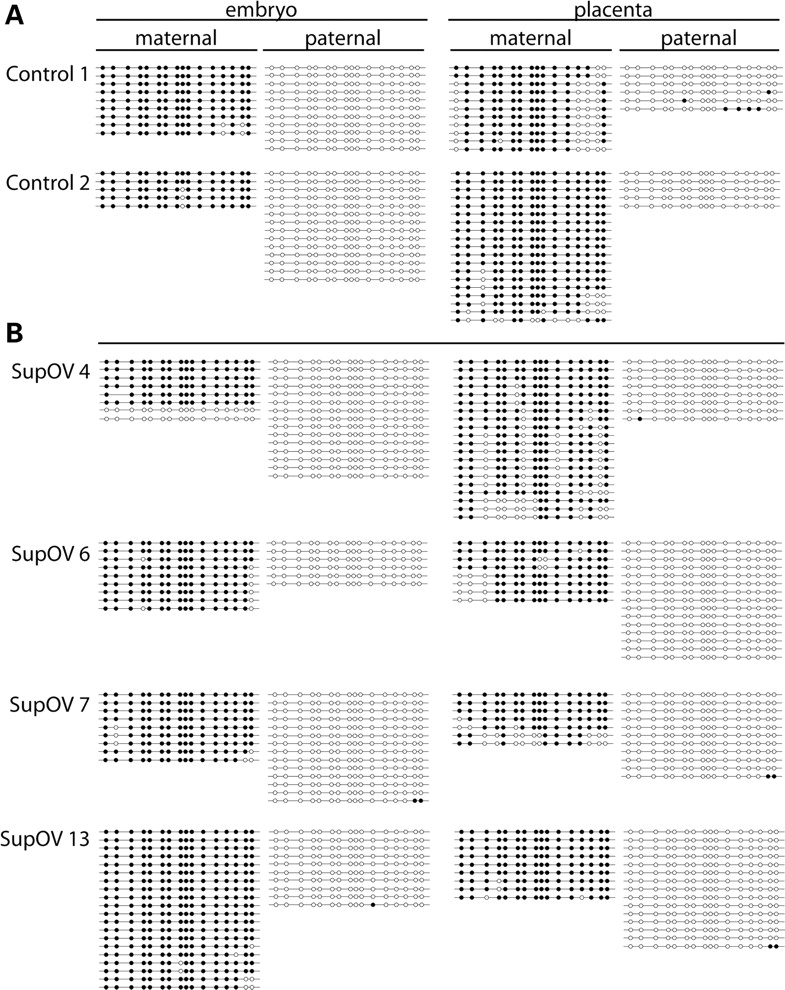 A
embryo placenta
maternal paternal maternal paternal
Control 1
Control 2
B
SupOV 4
SupOV 6
SupOV 7
SupOV 13